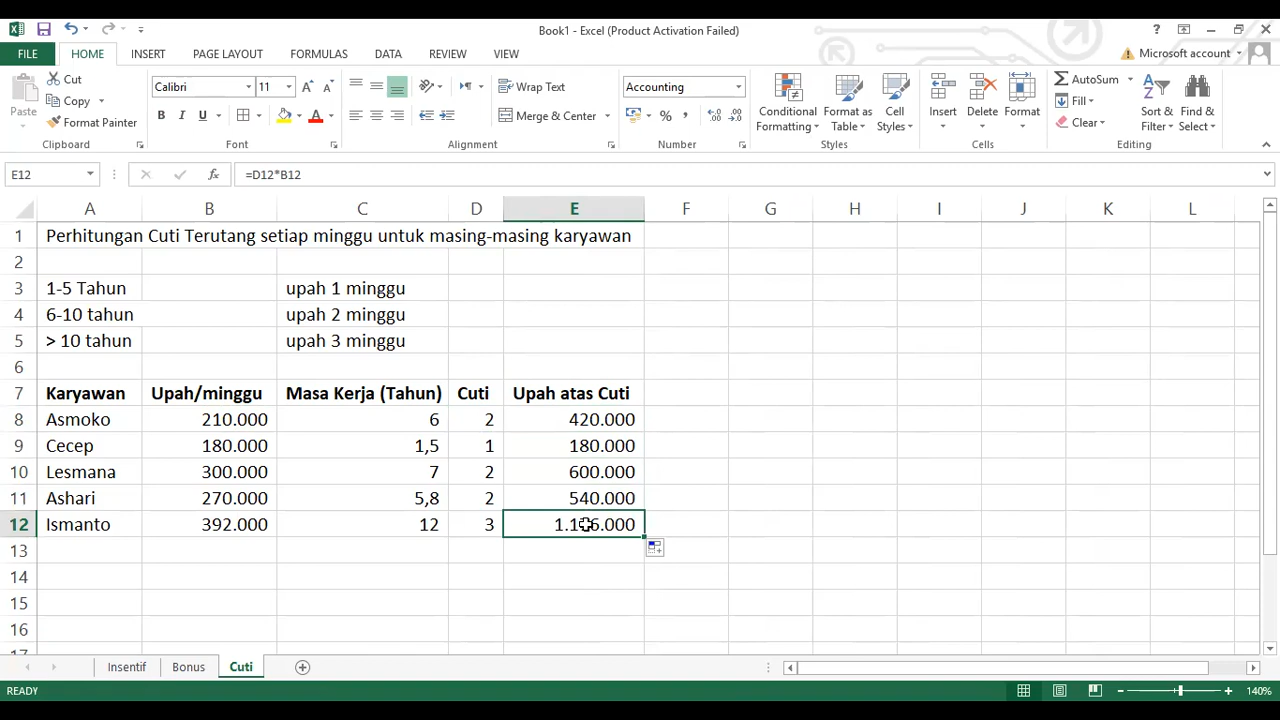 Book1 - Excel (Product Activation Failed)
?
FILE HOME INSERT PAGE LAYOUT FORMULAS DATA REVIEW VIEW Microsoft account
Paste
Cut
Copy
Format Painter
Clipboard
Calibri 11
A A
B I U A
Font
Wrap Text
Merge & Center
Alignment
Accounting
%
Number
Conditional Formatting
Format as Table
Cell Styles
Styles
Insert
Delete
Format
Cells
AutoSum
Fill
Clear
Sort & Filter
Find & Select
Editing
E12 fx =D12*B12
A B C D E F G H I J K L
1 Perhitungan Cuti Terutang setiap minggu untuk masing-masing karyawan
2
3 1-5 Tahun upah 1 minggu
4 6-10 tahun upah 2 minggu
5 > 10 tahun upah 3 minggu
6
7 Karyawan Upah/minggu Masa Kerja (Tahun) Cuti Upah atas Cuti
8 Asmoko 210.000 6 2 420.000
9 Cecep 180.000 1,5 1 180.000
10 Lesmana 300.000 7 2 600.000
11 Ashari 270.000 5,8 2 540.000
12 Ismanto 392.000 12 3
13
14
15
16
17
Insentif Bonus Cuti
READY 140%